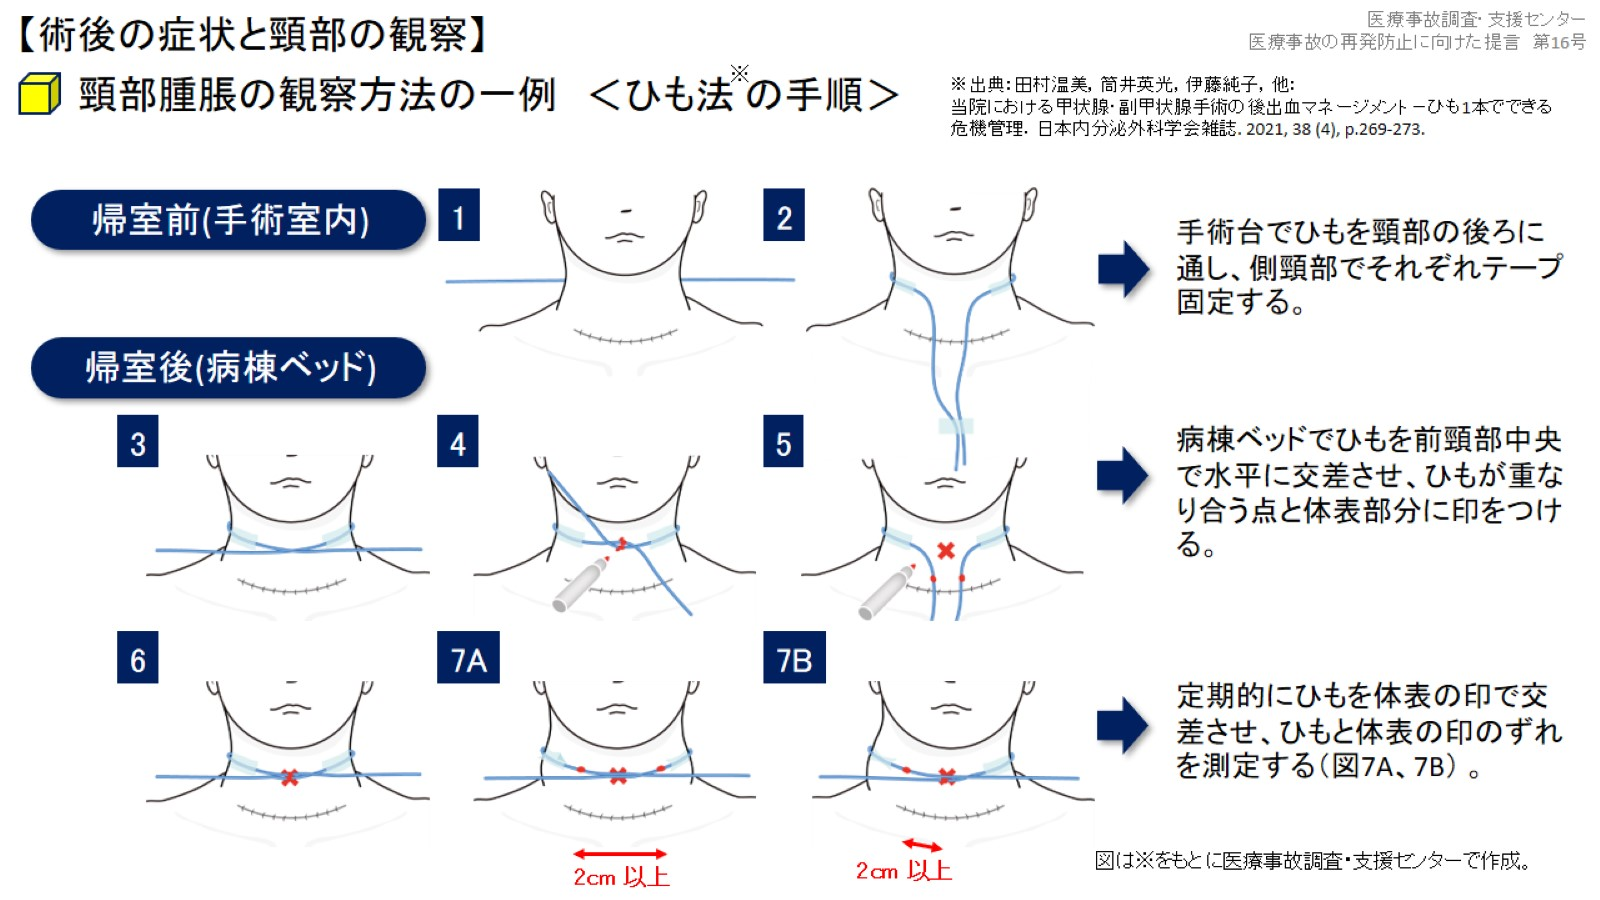 【術後の症状と頸部の観察】
医療事故調査・支援センター
医療事故の再発防止に向けた提言 第16号
頸部腫脹の観察方法の一例 ＜ひも法※の手順＞
※出典：田村温美, 筒井英光, 伊藤純子, 他:
当院における甲状腺・副甲状腺手術の後出血マネージメント－ひも1本でできる
危機管理. 日本内分泌外科学会雑誌. 2021, 38 (4), p.269-273.
帰室前(手術室内)
1
2
手術台でひもを頸部の後ろに
通し、側頸部でそれぞれテープ
固定する。
帰室後(病棟ベッド)
3
4
5
病棟ベッドでひもを前頸部中央
で水平に交差させ、ひもが重な
り合う点と体表部分に印をつけ
る。
6
7A
7B
定期的にひもを体表の印で交
差させ、ひもと体表の印のずれ
を測定する（図7A、7B）。
2cm 以上
2cm 以上
図は※をもとに医療事故調査・支援センターで作成。